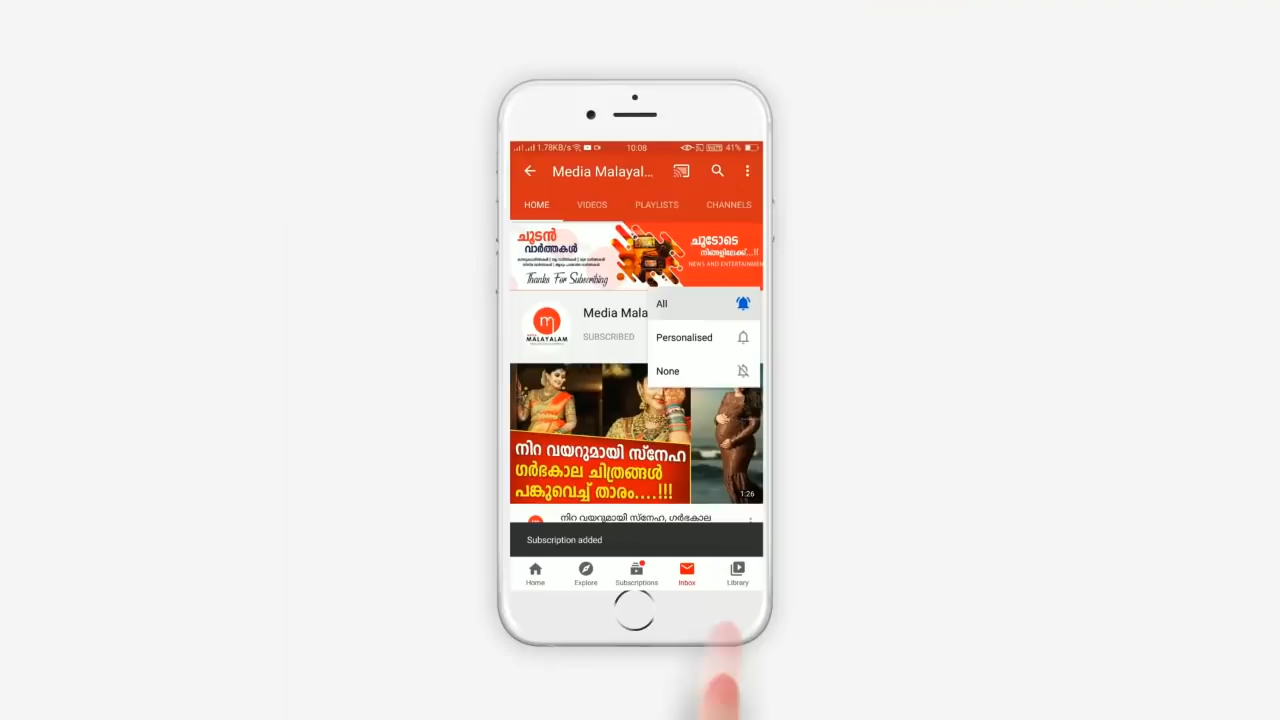 1.78KB/s 10:08 41%
Media Malayal...
HOME VIDEOS PLAYLISTS CHANNELS
ചൂടൻ
വാർത്തകൾ
Thanks For Subscribing
ചൂടോടെ
നിങ്ങളിലേക്ക്...!!
NEWS AND ENTERTAINMEN
All
Media Mala
Personalised
SUBSCRIBED
None
m
MALAYALAM
നിറ വയറുമായി സ്നേഹ
ഗർഭകാല ചിത്രങ്ങൾ
പങ്കുവെച്ച് താരം....!!!
1:26
നിറ വയറുമായി സ്നേഹ, ഗർഭകാല
Subscription added
Home Explore Subscriptions Inbox Library